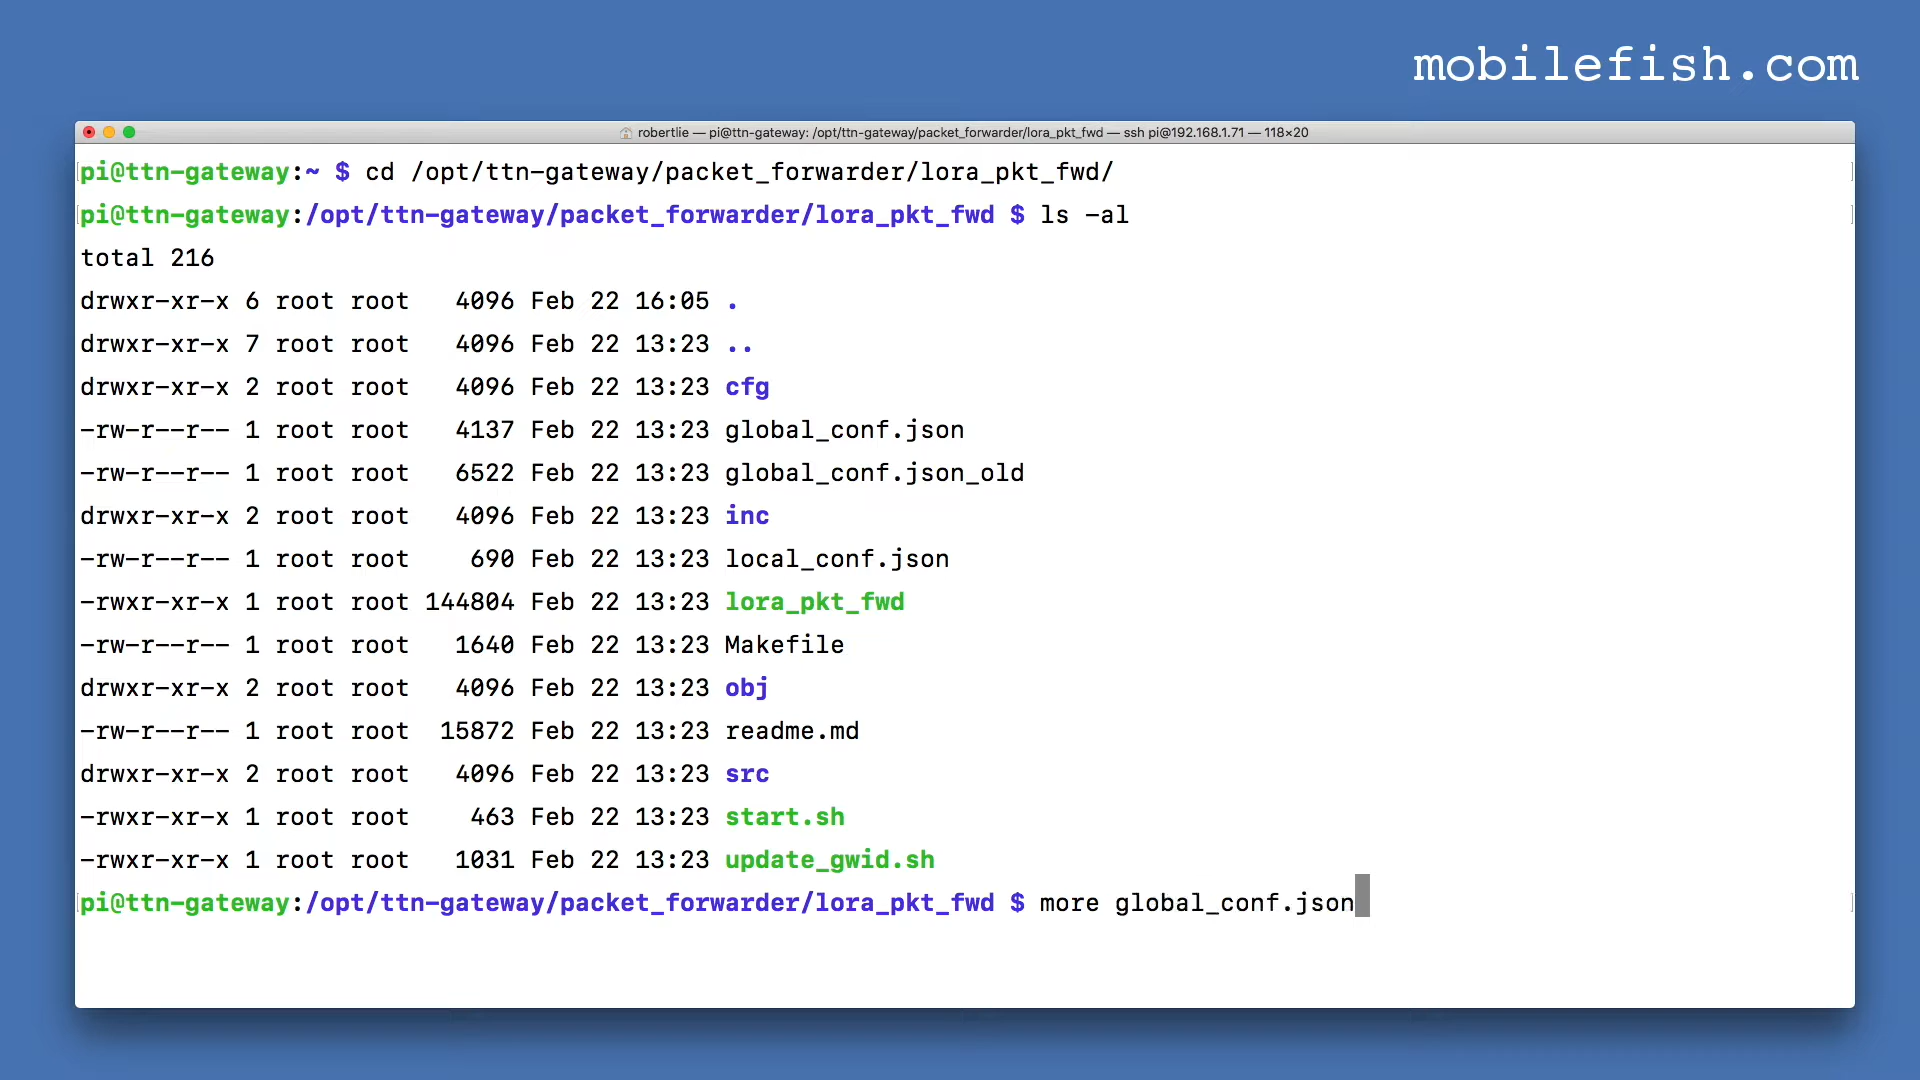 mobilefish.com
robertlie — pi@ttn-gateway: /opt/ttn-gateway/packet_forwarder/lora_pkt_fwd — ssh pi@192.168.1.71 — 118×20
pi@ttn-gateway:~ $ cd /opt/ttn-gateway/packet_forwarder/lora_pkt_fwd/
pi@ttn-gateway:/opt/ttn-gateway/packet_forwarder/lora_pkt_fwd $ ls -al
total 216
drwxr-xr-x 6 root root   4096 Feb 22 16:05 .
drwxr-xr-x 7 root root   4096 Feb 22 13:23 ..
drwxr-xr-x 2 root root   4096 Feb 22 13:23 cfg
-rw-r--r-- 1 root root   4137 Feb 22 13:23 global_conf.json
-rw-r--r-- 1 root root   6522 Feb 22 13:23 global_conf.json_old
drwxr-xr-x 2 root root   4096 Feb 22 13:23 inc
-rw-r--r-- 1 root root    690 Feb 22 13:23 local_conf.json
-rwxr-xr-x 1 root root 144804 Feb 22 13:23 lora_pkt_fwd
-rw-r--r-- 1 root root   1640 Feb 22 13:23 Makefile
drwxr-xr-x 2 root root   4096 Feb 22 13:23 obj
-rw-r--r-- 1 root root  15872 Feb 22 13:23 readme.md
drwxr-xr-x 2 root root   4096 Feb 22 13:23 src
-rwxr-xr-x 1 root root    463 Feb 22 13:23 start.sh
-rwxr-xr-x 1 root root   1031 Feb 22 13:23 update_gwid.sh
pi@ttn-gateway:/opt/ttn-gateway/packet_forwarder/lora_pkt_fwd $ more global_conf.json